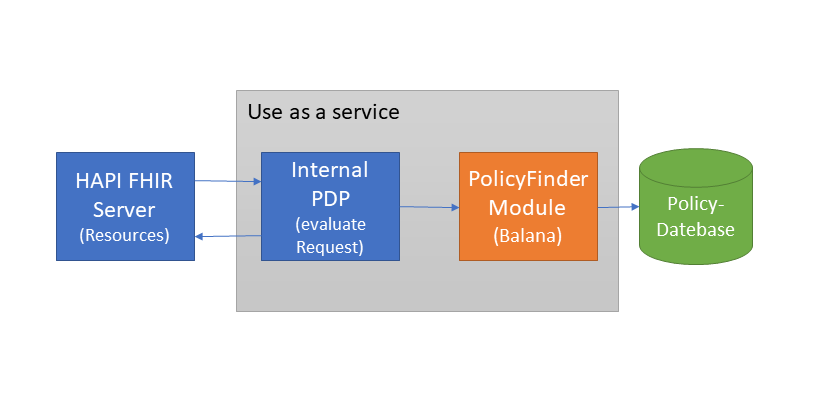 Use as a service
HAPI FHIR
Server
(Resources)
Internal
PDP
(evaluate
Request)
PolicyFinder
Module
(Balana)
Policy-
Datebase